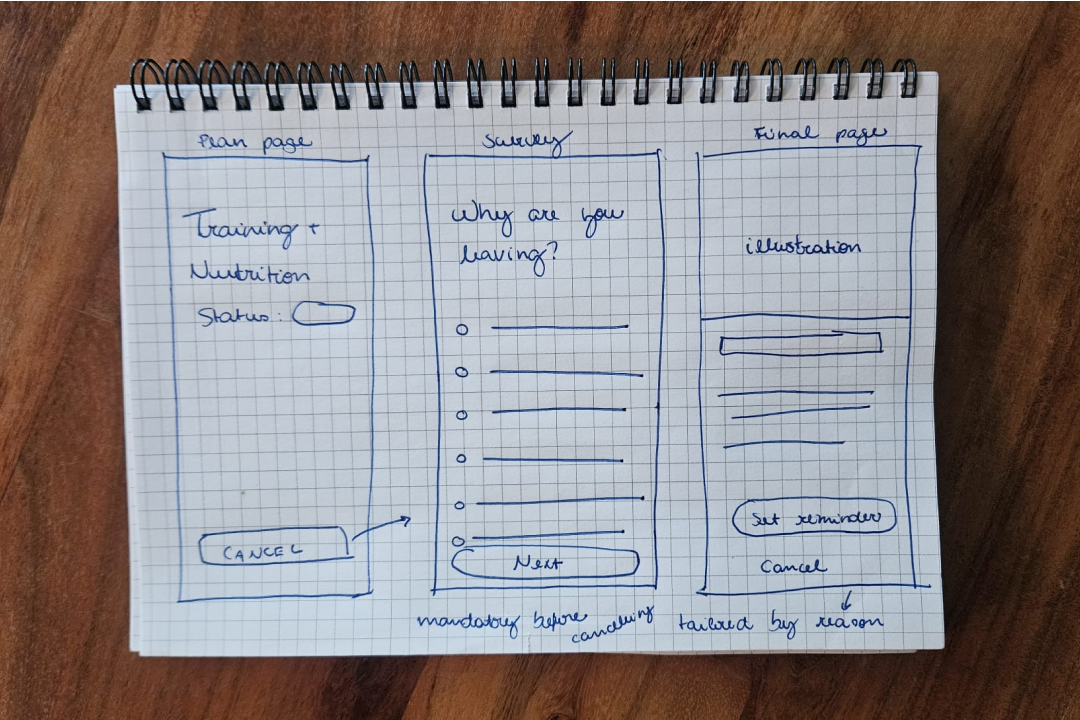 Plan page
Training +
Nutrition
Status:
CANCEL
Survey
Why are you
leaving?
Next
mandatory before
cancelling
Final page
illustration
Set reminder
Cancel
tailored by reason